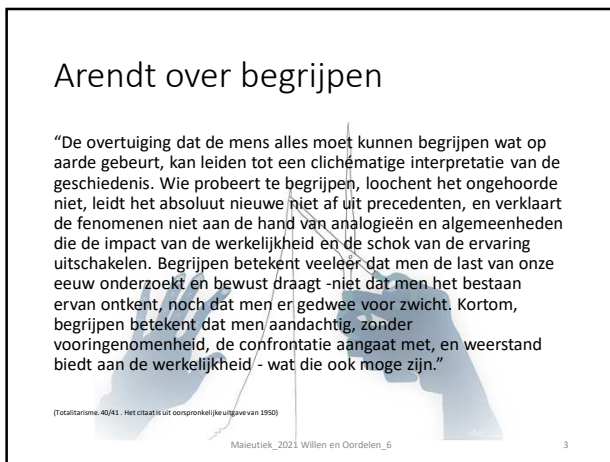 Arendt over begrijpen
“De overtuiging dat de mens alles moet kunnen begrijpen wat op
aarde gebeurt, kan leiden tot een clichématige interpretatie van de
geschiedenis. Wie probeert te begrijpen, loochent het ongehoorde
niet, leidt het absoluut nieuwe niet af uit precedenten, en verklaart
de fenomenen niet aan de hand van analogieën en algemeenheden
die de impact van de werkelijkheid en de schok van de ervaring
uitschakelen. Begrijpen betekent veeleer dat men de last van onze
eeuw onderzoekt en bewust draagt -niet dat men het bestaan
ervan ontkent, noch dat men er gedwee voor zwicht. Kortom,
begrijpen betekent dat men aandachtig, zonder
vooringenomenheid, de confrontatie aangaat met, en weerstand
biedt aan de werkelijkheid - wat die ook moge zijn.”
(Totalitarisme. 40/41 . Het citaat is uit oorspronkelijke uitgave van 1950)
Maieutiek_2021 Willen en Oordelen_6
3